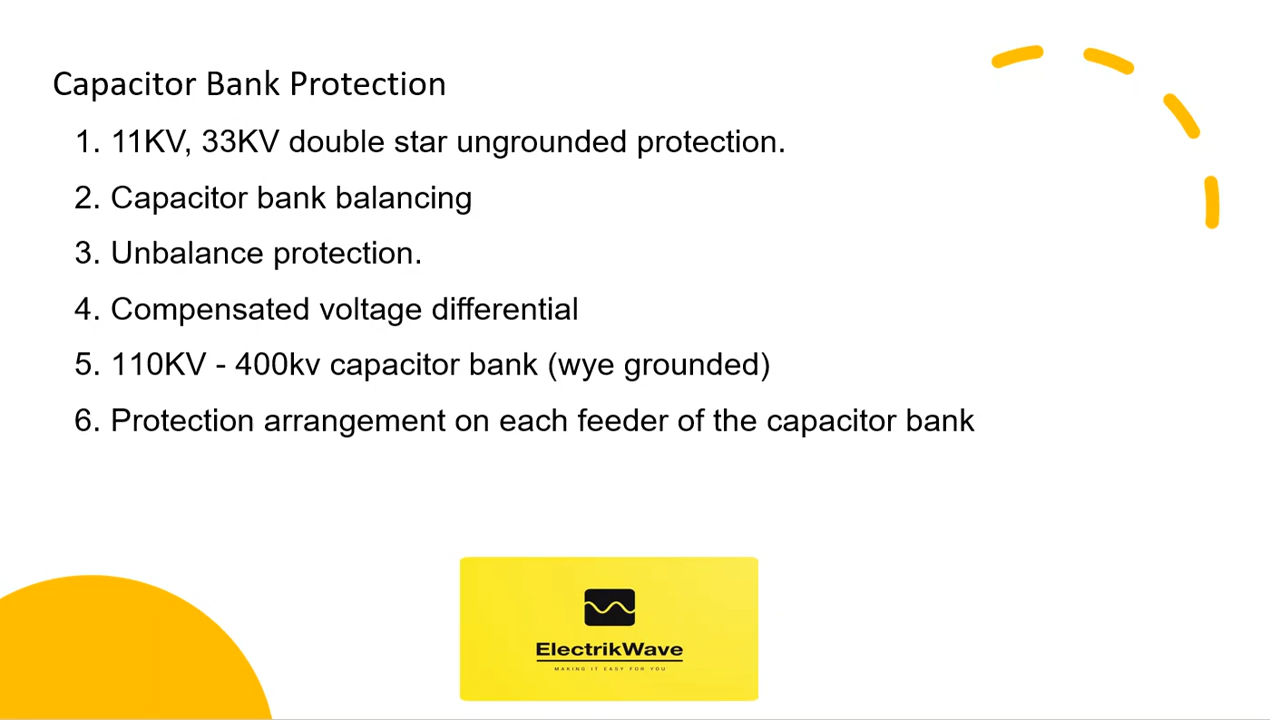 Capacitor Bank Protection
1. 11KV, 33KV double star ungrounded protection.
2. Capacitor bank balancing
3. Unbalance protection.
4. Compensated voltage differential
5. 110KV - 400kv capacitor bank (wye grounded)
6. Protection arrangement on each feeder of the capacitor bank
ElectrikWave
MAKING IT EASY FOR YOU